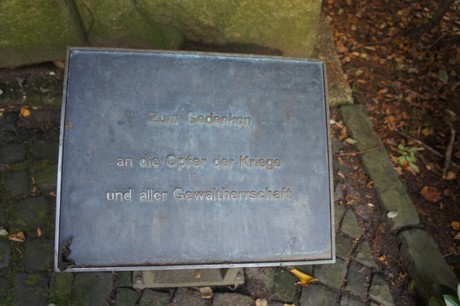 Zum Gedenken
an die Opfer der Kriege
und aller Gewaltherrschaft